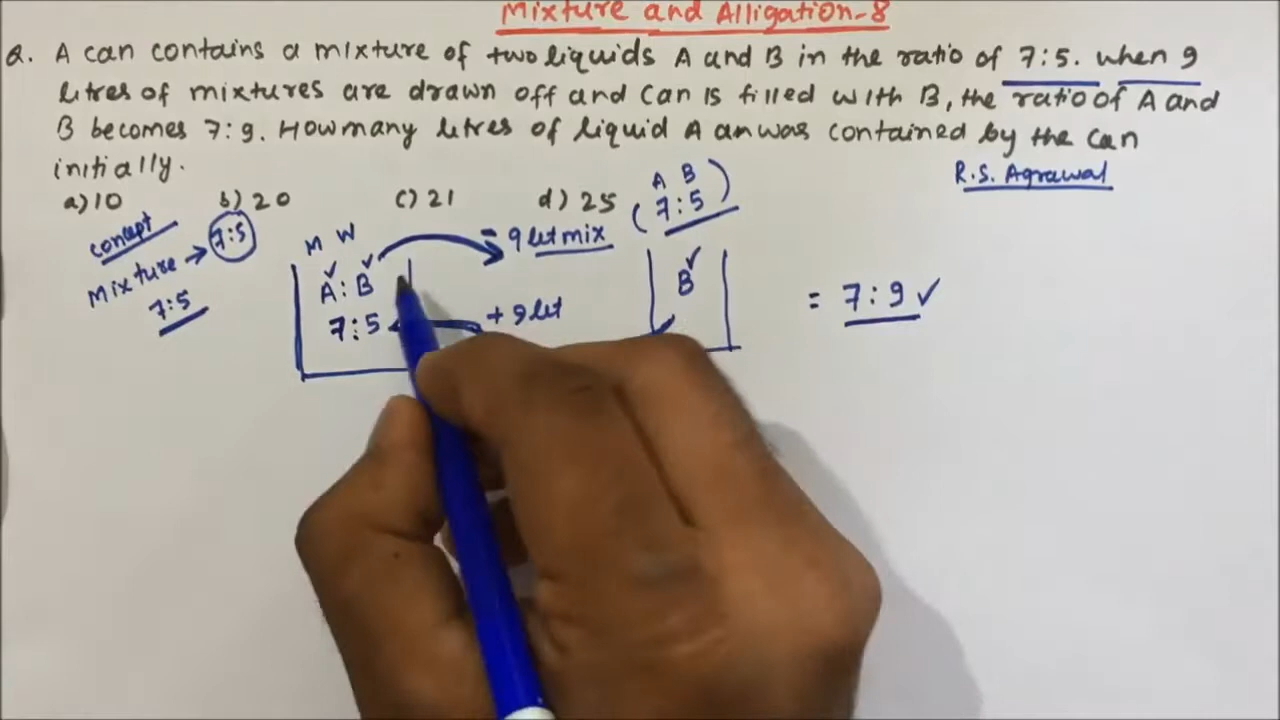 Mixture and Alligation-8
Q. A can contains a mixture of two liquids A and B in the ratio of 7:5. when 9
litres of mixtures are drawn off and Can is filled with B, the ratio of A and
B becomes 7:9. How many litres of liquid A an was contained by the can
initially.
R.S. Agrawal
a) 10 b) 20 c) 21 d) 25
A B
(7:5)
concept
Mixture → 7:5
7:5
M W
A:B
7:5
- 9 let mix
+ 9 let
B
= 7:9 ✓